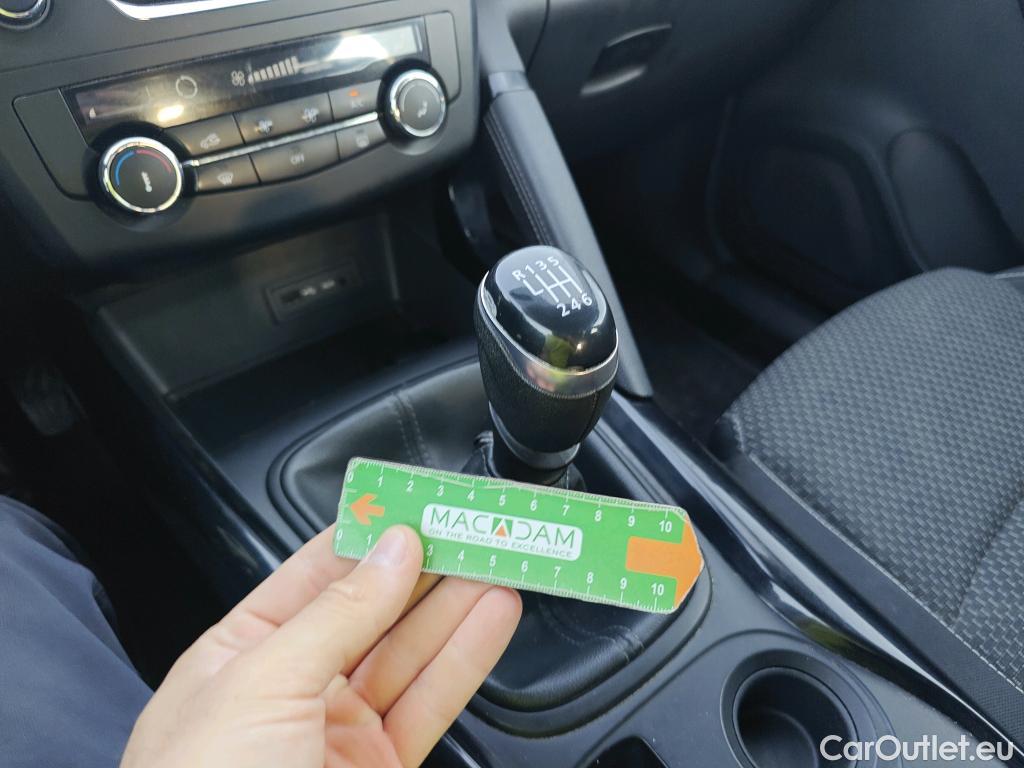 A/C
OFF
R 1 3 5
2 4 6
0 1 2 3 4 5 6 7 8 9 10
MACADAM
ON THE ROAD TO EXCELLENCE
0 1 3 4 5 6 7 8 9 10
CarOutlet.eu